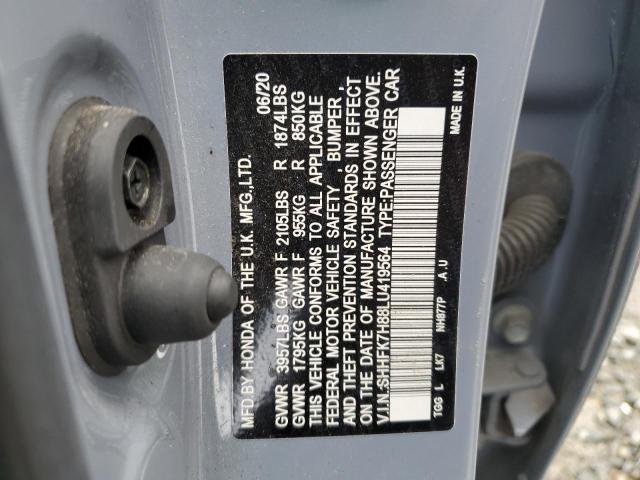 MFD.BY HONDA OF THE U.K. MFG.,LTD. 06/20
GVWR 3957LBS GAWR F 2105LBS R 1874LBS
GVWR 1795KG GAWR F 955KG R 850KG
THIS VEHICLE CONFORMS TO ALL APPLICABLE
FEDERAL MOTOR VEHICLE SAFETY , BUMPER ,
AND THEFT PREVENTION STANDARDS IN EFFECT
ON THE DATE OF MANUFACTURE SHOWN ABOVE.
V.I.N.:SHHFK7H88LU419564 TYPE:PASSENGER CAR
TGG L LK7 NH877P .A .U MADE IN U.K.